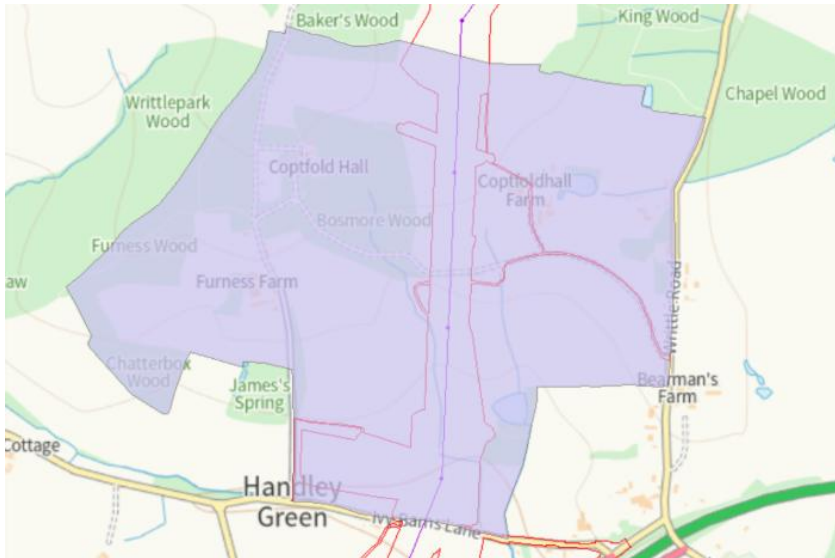 Baker's Wood
King Wood
Writtlepark
Wood
Chapel Wood
Coptfold Hall
Coptfoldhall
Farm
Bosmore Wood
Furness Wood
aw
Furness Farm
Writtle Road
Chatterbox
Wood
James's
Spring
Bearman's
Farm
Cottage
Handley
Green
Ivy Barns Lane